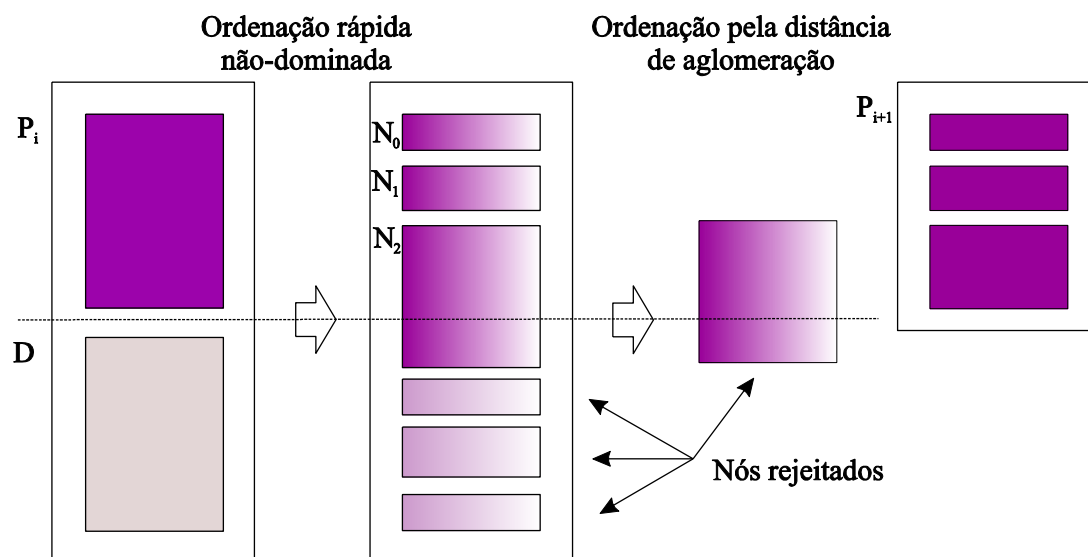 Ordenação rápida
não-dominada
Ordenação pela distância
de aglomeração
Pi
N0
N1
N2
Pi+1
D
Nós rejeitados